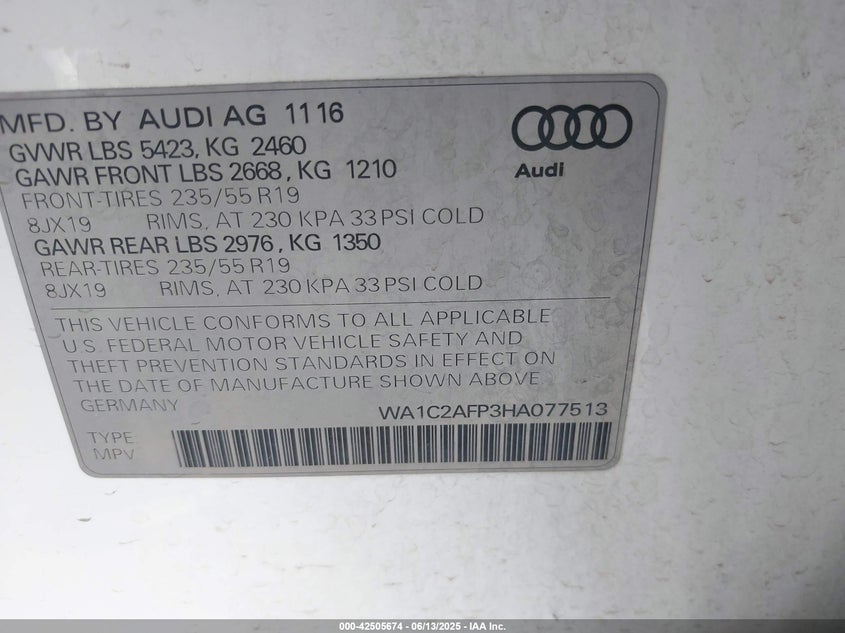 MFD. BY AUDI AG 11 16
GVWR LBS 5423, KG 2460
GAWR FRONT LBS 2668, KG 1210
FRONT-TIRES 235/55 R19
8JX19 RIMS, AT 230 KPA 33 PSI COLD
GAWR REAR LBS 2976, KG 1350
REAR-TIRES 235/55 R19
8JX19 RIMS, AT 230 KPA 33 PSI COLD
Audi
THIS VEHICLE CONFORMS TO ALL APPLICABLE
U.S. FEDERAL MOTOR VEHICLE SAFETY AND
THEFT PREVENTION STANDARDS IN EFFECT ON
THE DATE OF MANUFACTURE SHOWN ABOVE.
GERMANY WA1C2AFP3HA077513
TYPE:
MPV
000-42505674 - 06/13/2025 - IAA Inc.